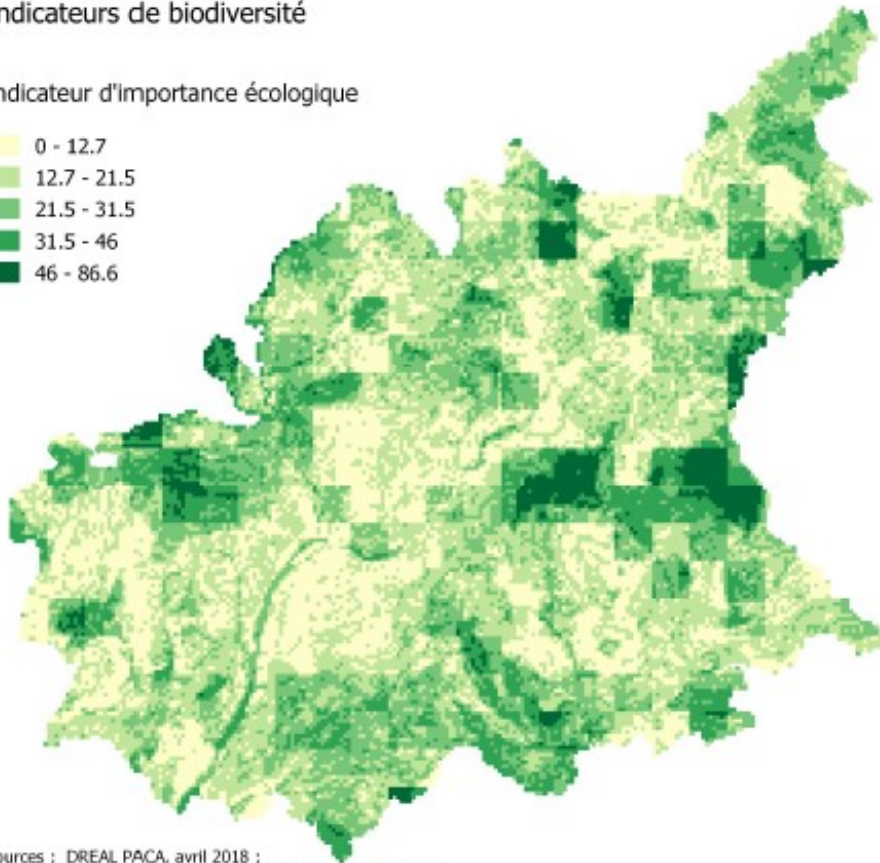 ndicateurs de biodiversité
ndicateur d'importance écologique
0 - 12.7
12.7 - 21.5
21.5 - 31.5
31.5 - 46
46 - 86.6
ources : DREAL PACA, avril 2018 ;